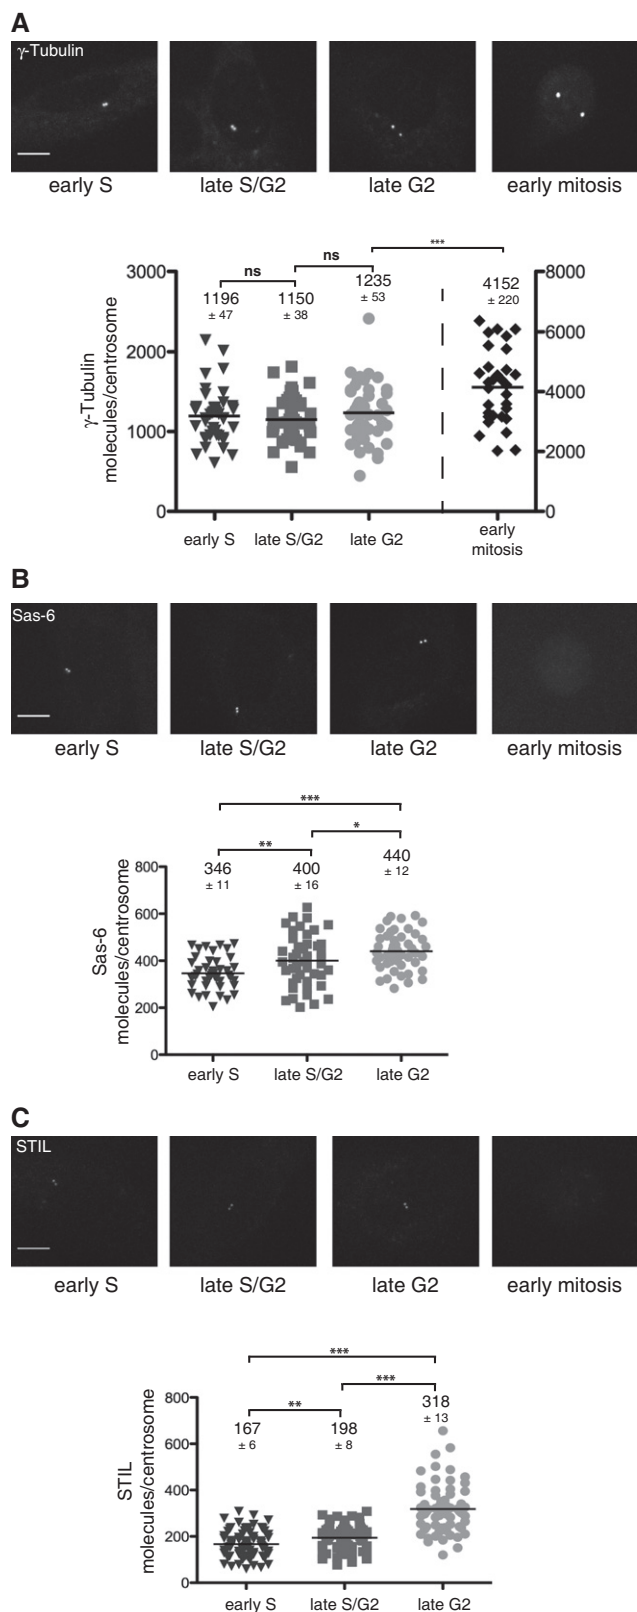 A
γ-Tubulin
early S late S/G2 late G2 early mitosis
***
ns
ns
3000 8000
1196 1150 1235 4152
± 47 ± 38 ± 53 ± 220
6000
2000
4000
1000
2000
0 0
γ-Tubulin
molecules/centrosome
early S late S/G2 late G2 early
mitosis
B
Sas-6
early S late S/G2 late G2 early mitosis
***
*
**
800
346 400 440
± 11 ± 16 ± 12
600
400
200
0
Sas-6
molecules/centrosome
early S late S/G2 late G2
C
STIL
early S late S/G2 late G2 early mitosis
***
***
**
800
167 198 318
± 6 ± 8 ± 13
600
400
200
0
STIL
molecules/centrosome
early S late S/G2 late G2